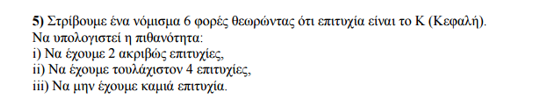 5) Στρίβουμε ένα νόμισμα 6 φορές θεωρώντας ότι επιτυχία είναι το Κ (Κεφαλή).
Να υπολογιστεί η πιθανότητα:
i) Να έχουμε 2 ακριβώς επιτυχίες,
ii) Να έχουμε τουλάχιστον 4 επιτυχίες,
iii) Να μην έχουμε καμιά επιτυχία.